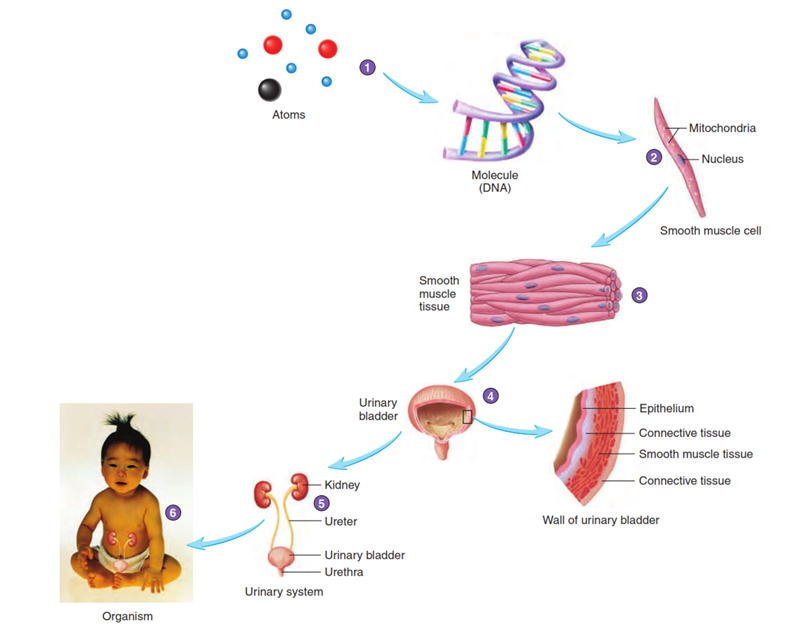 1
Atoms
Molecule
(DNA)
Mitochondria
2
Nucleus
Smooth muscle cell
Smooth
muscle
tissue
3
Urinary
bladder
4
Epithelium
Connective tissue
Smooth muscle tissue
Connective tissue
Wall of urinary bladder
Kidney
5
Ureter
Urinary bladder
Urethra
Urinary system
6
Organism